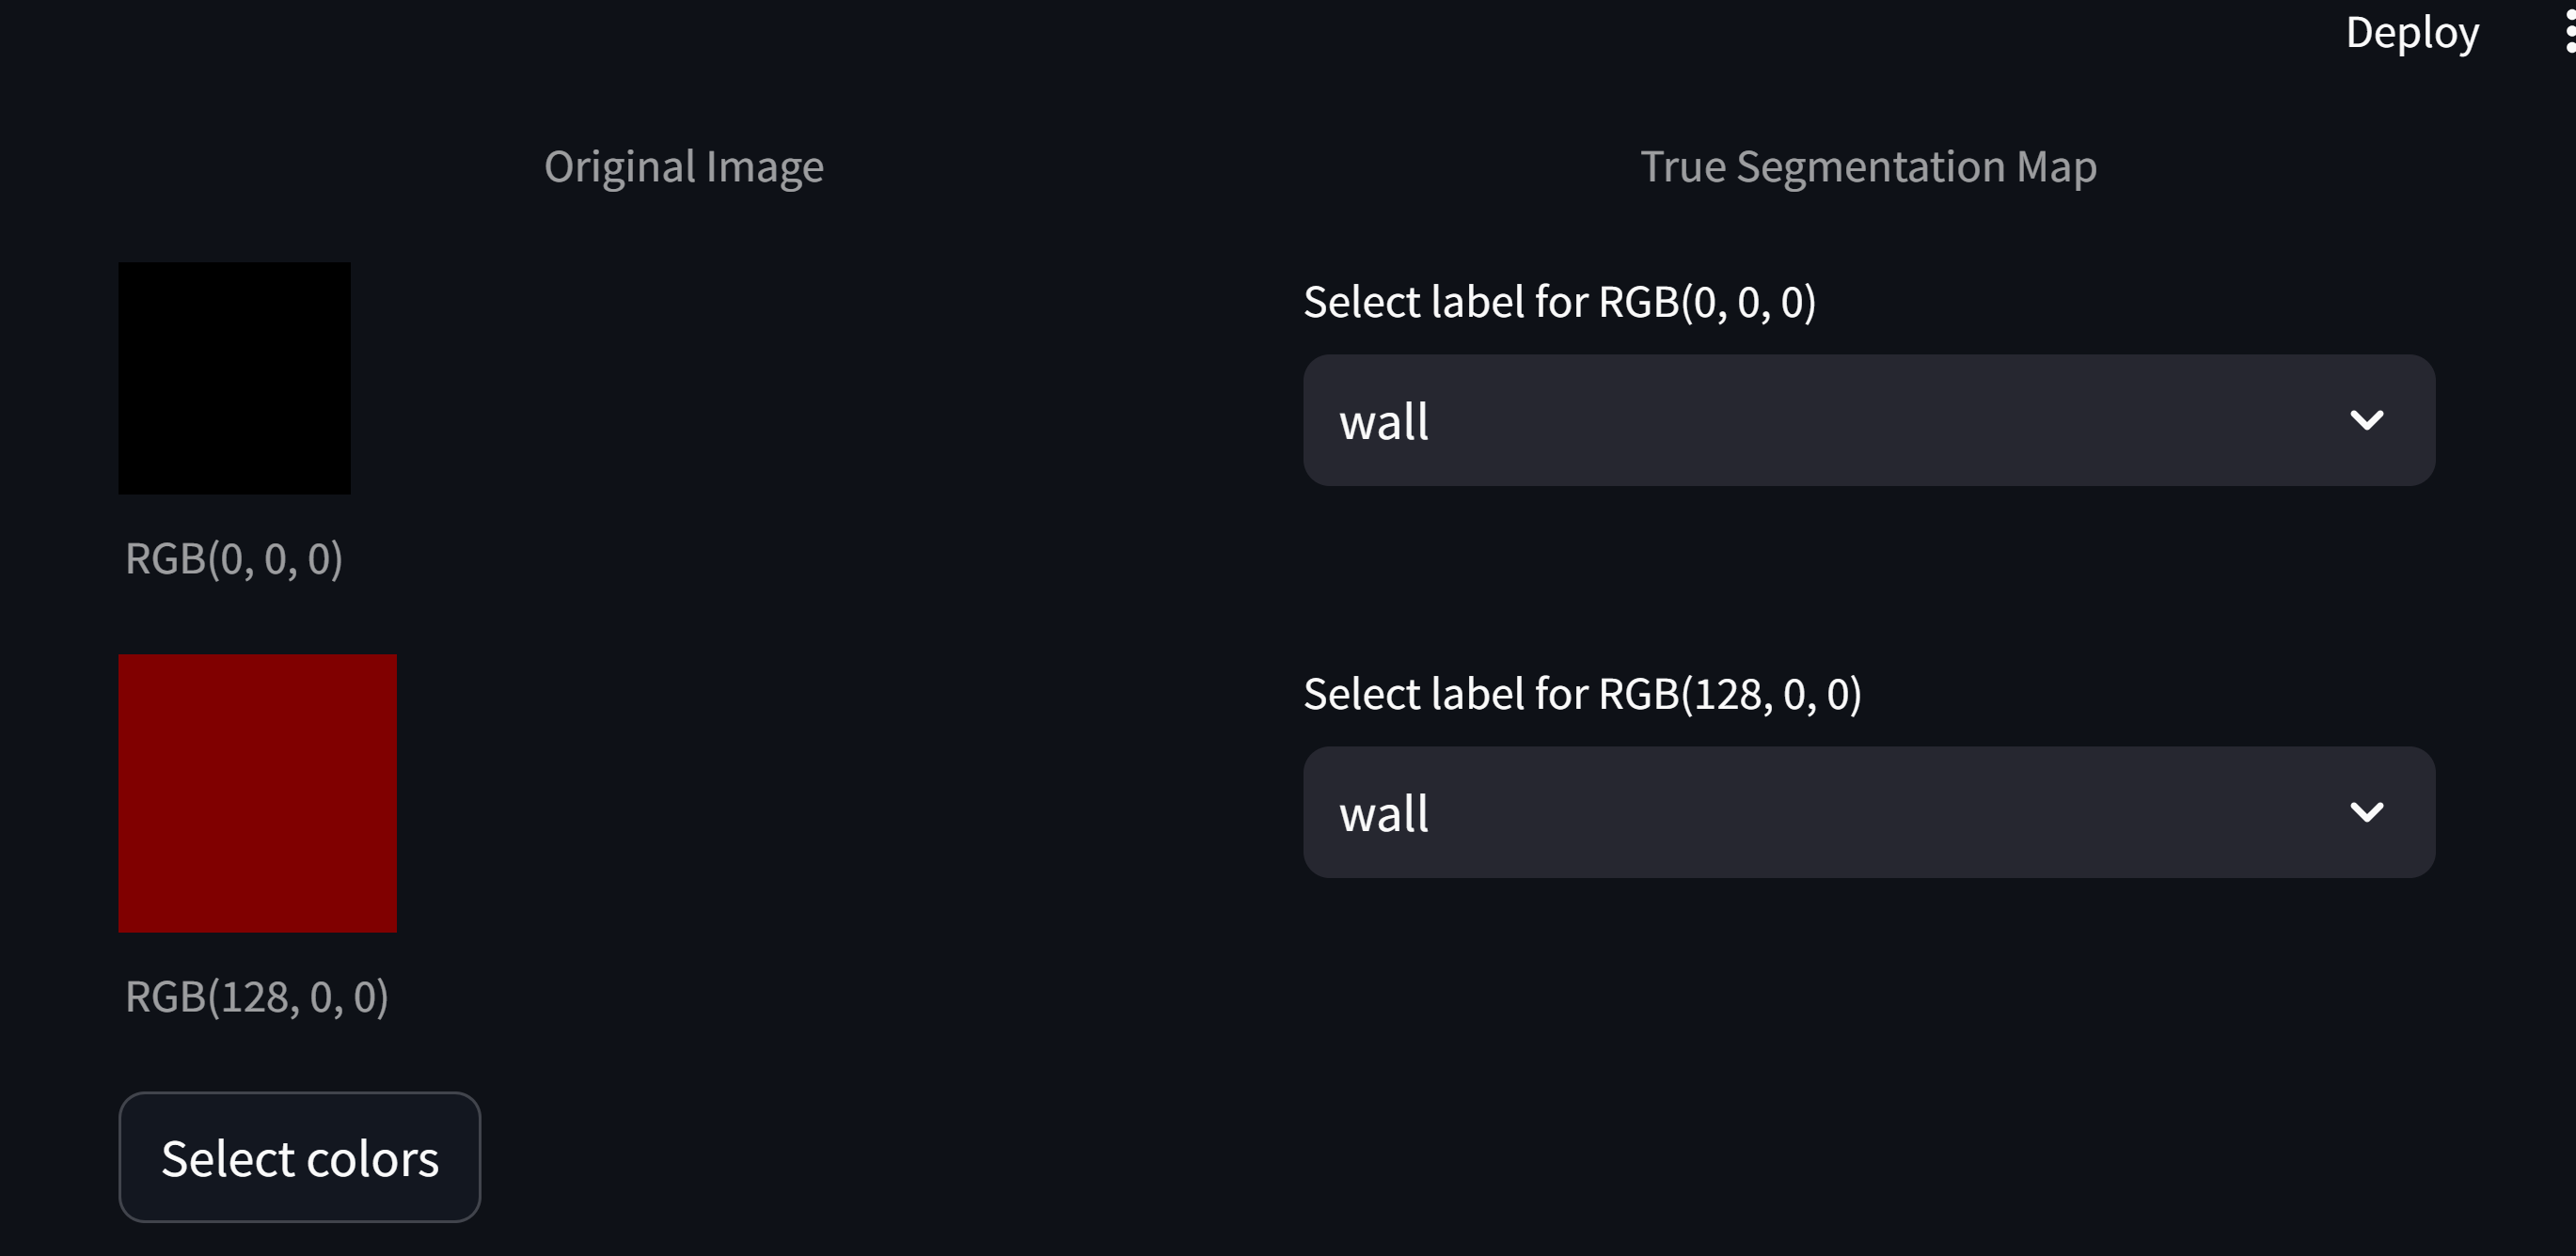 Deploy
Original Image
True Segmentation Map
Select label for RGB(0, 0, 0)
wall
RGB(0, 0, 0)
Select label for RGB(128, 0, 0)
wall
RGB(128, 0, 0)
Select colors